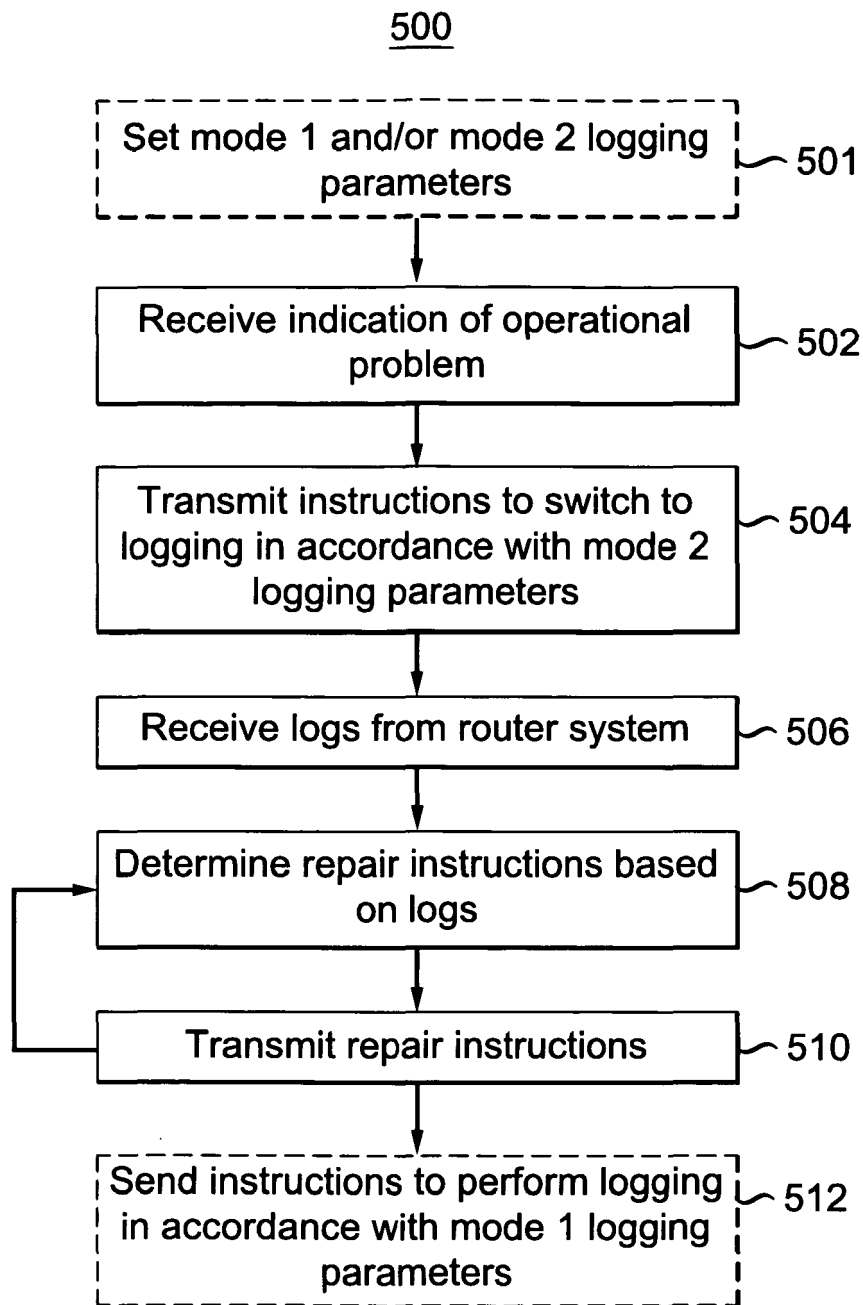 500
Set mode 1 and/or mode 2 logging
parameters
501
Receive indication of operational
problem
502
Transmit instructions to switch to
logging in accordance with mode 2
logging parameters
504
Receive logs from router system
506
Determine repair instructions based
on logs
508
Transmit repair instructions
510
Send instructions to perform logging
in accordance with mode 1 logging
parameters
512